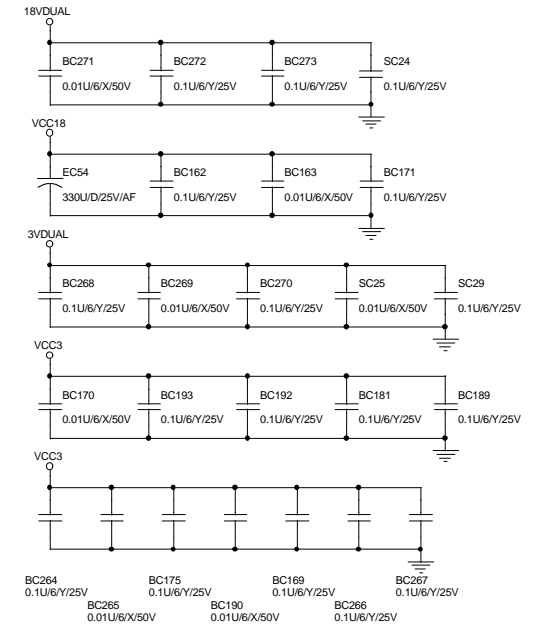 18VDUAL
BC271
BC272
BC273
SC24
0.01U/6/X/50V
0.1U/6/Y/25V
0.1U/6/Y/25V
0.1U/6/Y/25V
VCC18
EC54
BC162
BC163
BC171
330U/D/25V/AF
0.1U/6/Y/25V
0.01U/6/X/50V
0.1U/6/Y/25V
3VDUAL
BC268
BC269
BC270
SC25
SC29
0.1U/6/Y/25V
0.01U/6/X/50V
0.1U/6/Y/25V
0.01U/6/X/50V
0.1U/6/Y/25V
VCC3
BC170
BC193
BC192
BC181
BC189
0.01U/6/X/50V
0.1U/6/Y/25V
0.1U/6/Y/25V
0.1U/6/Y/25V
0.1U/6/Y/25V
VCC3
BC264
0.1U/6/Y/25V
BC265
0.01U/6/X/50V
BC175
0.1U/6/Y/25V
BC190
0.01U/6/X/50V
BC169
0.1U/6/Y/25V
BC266
0.1U/6/Y/25V
BC267
0.1U/6/Y/25V